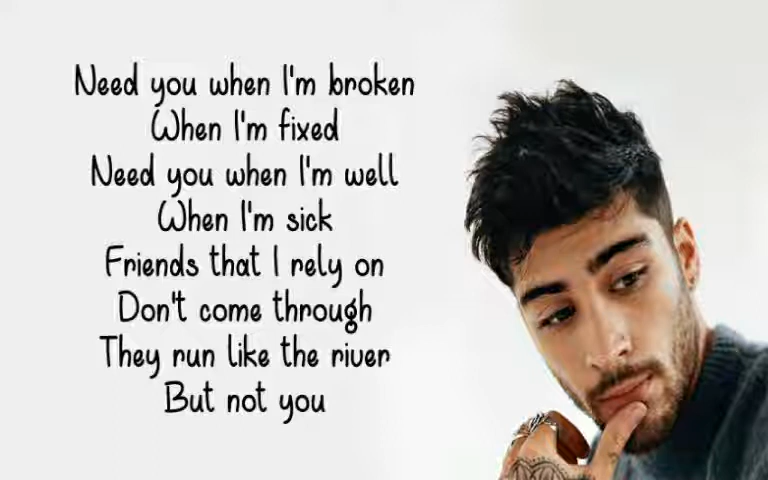 Need you when I'm broken
When I'm fixed
Need you when I'm well
When I'm sick
Friends that I rely on
Don't come through
They run like the river
But not you